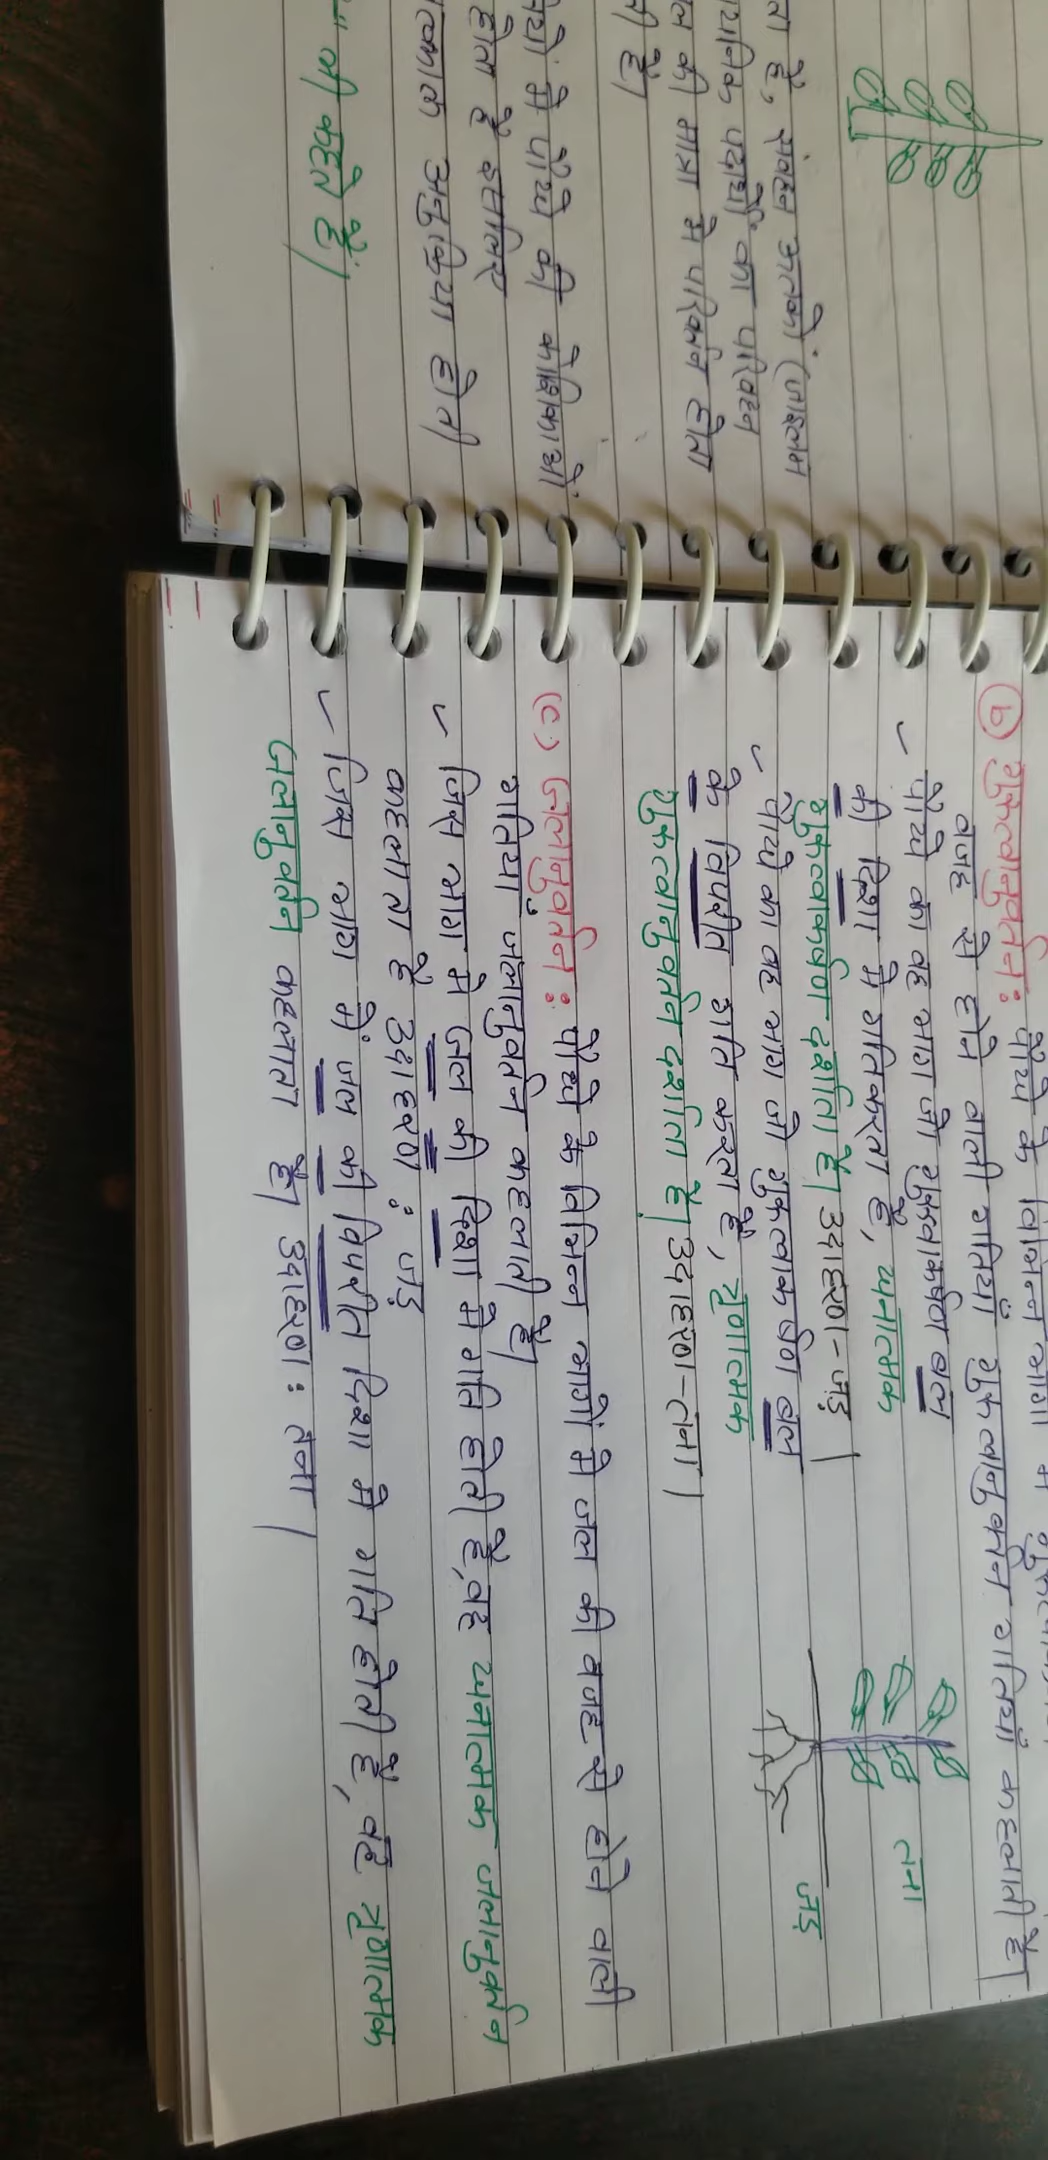 ता है, संवहन ऊतकों (जाइलम
पदार्थों का परिवहन
की मात्रा में परिवर्तन होता
है।
में पौधे की कोशिकाओं
होता है इसलिए
अनुक्रिया होती
भी कहते हैं।
(b) गुरुत्वानुवर्तन : पौधे के विभिन्न भागो में
वजह से होने वाली गतियाँ गुरुत्वानुवर्तन गतियाँ कहलाती हैं।
✓ पौधे का वह भाग जो गुरुत्वाकर्षण बल
की दिशा में गति करता है, धनात्मक
गुरुत्वाकर्षण दर्शाता है। उदाहरण - जड़।
✓ पौधे का वह भाग जो गुरुत्वाकर्षण बल
के विपरीत गति करता है, ऋणात्मक
गुरुत्वानुवर्तन दर्शाता है। उदाहरण - तना।
तना
जड़
(c) जलानुवर्तन : पौधे के विभिन्न भागों में जल की वजह से होने वाली
गतियाँ जलानुवर्तन कहलाती हैं।
✓ जिस भाग में जल की दिशा में गति होती है, वह धनात्मक जलानुवर्तन
कहलाता है उदाहरण : जड़
✓ जिस भाग में जल की विपरीत दिशा में गति होती है, वह ऋणात्मक
जलानुवर्तन कहलाता है। उदाहरण : तना।